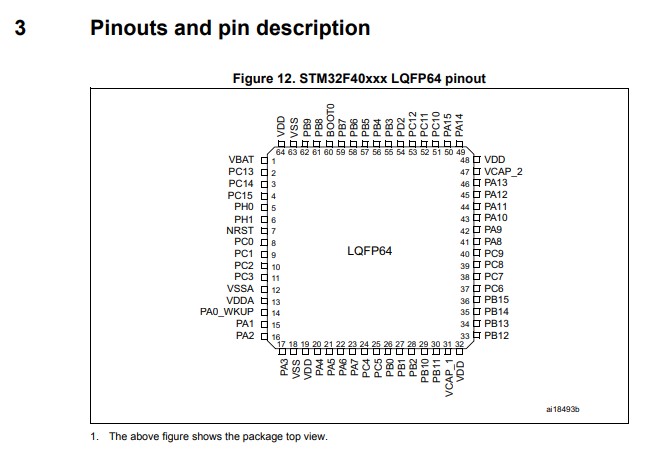 3 Pinouts and pin description
Figure 12. STM32F40xxx LQFP64 pinout
VDD VSS PB9 PB8 BOOT0 PB7 PB6 PB5 PB4 PB3 PD2 PC12 PC11 PC10 PA15 PA14
64 63 62 61 60 59 58 57 56 55 54 53 52 51 50 49
VBAT 1 48 VDD
PC13 2 47 VCAP_2
PC14 3 46 PA13
PC15 4 45 PA12
PH0 5 44 PA11
PH1 6 43 PA10
NRST 7 42 PA9
PC0 8 41 PA8
PC1 9 LQFP64 40 PC9
PC2 10 39 PC8
PC3 11 38 PC7
VSSA 12 37 PC6
VDDA 13 36 PB15
PA0_WKUP 14 35 PB14
PA1 15 34 PB13
PA2 16 33 PB12
17 18 19 20 21 22 23 24 25 26 27 28 29 30 31 32
PA3 VSS VDD PA4 PA5 PA6 PA7 PC4 PC5 PB0 PB1 PB2 PB10 PB11 VCAP_1 VDD
ai18493b
1. The above figure shows the package top view.